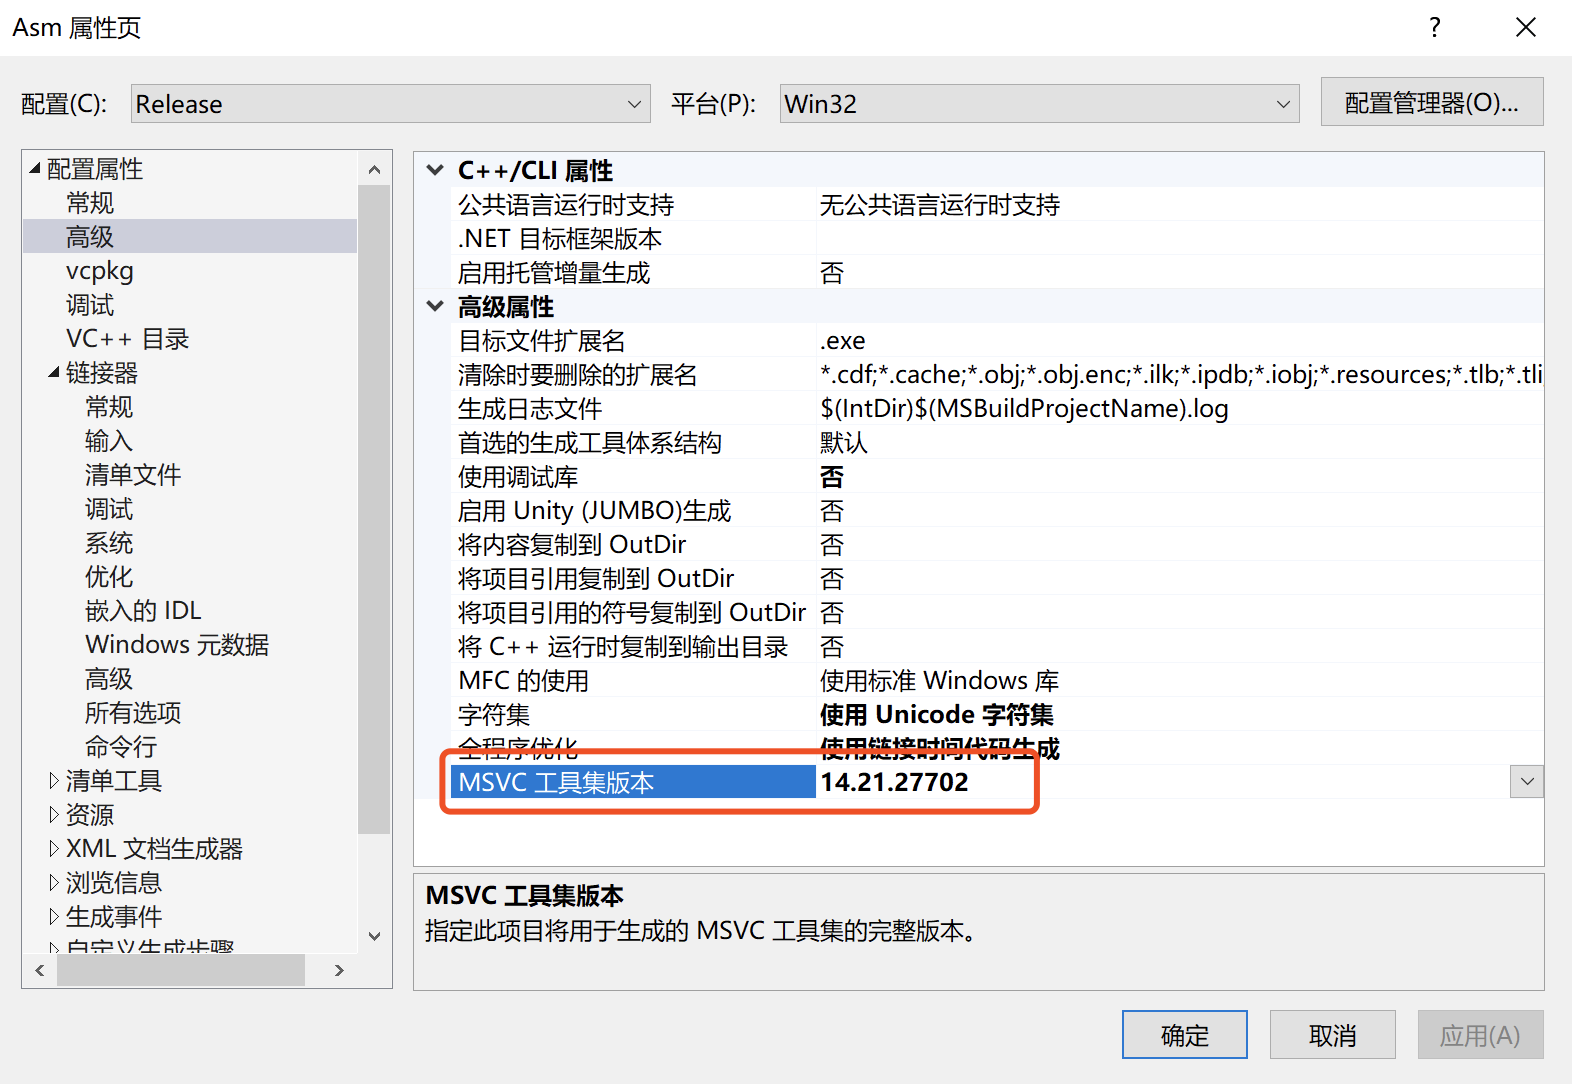 Asm 属性页
?
配置(C):
Release
平台(P):
Win32
配置管理器(O)...
配置属性
常规
高级
vcpkg
调试
VC++ 目录
链接器
常规
输入
清单文件
调试
系统
优化
嵌入的 IDL
Windows 元数据
高级
所有选项
命令行
清单工具
资源
XML 文档生成器
浏览信息
生成事件
自定义生成步骤
C++/CLI 属性
公共语言运行时支持 无公共语言运行时支持
.NET 目标框架版本
启用托管增量生成 否
高级属性
目标文件扩展名 .exe
清除时要删除的扩展名 *.cdf;*.cache;*.obj;*.obj.enc;*.ilk;*.ipdb;*.iobj;*.resources;*.tlb;*.tli
生成日志文件 $(IntDir)$(MSBuildProjectName).log
首选的生成工具体系结构 默认
使用调试库 否
启用 Unity (JUMBO)生成 否
将内容复制到 OutDir 否
将项目引用复制到 OutDir 否
将项目引用的符号复制到 OutDir 否
将 C++ 运行时复制到输出目录 否
MFC 的使用 使用标准 Windows 库
字符集 使用 Unicode 字符集
全程序优化 使用链接时间代码生成
MSVC 工具集版本 14.21.27702
MSVC 工具集版本
指定此项目将用于生成的 MSVC 工具集的完整版本。
确定
取消
应用(A)